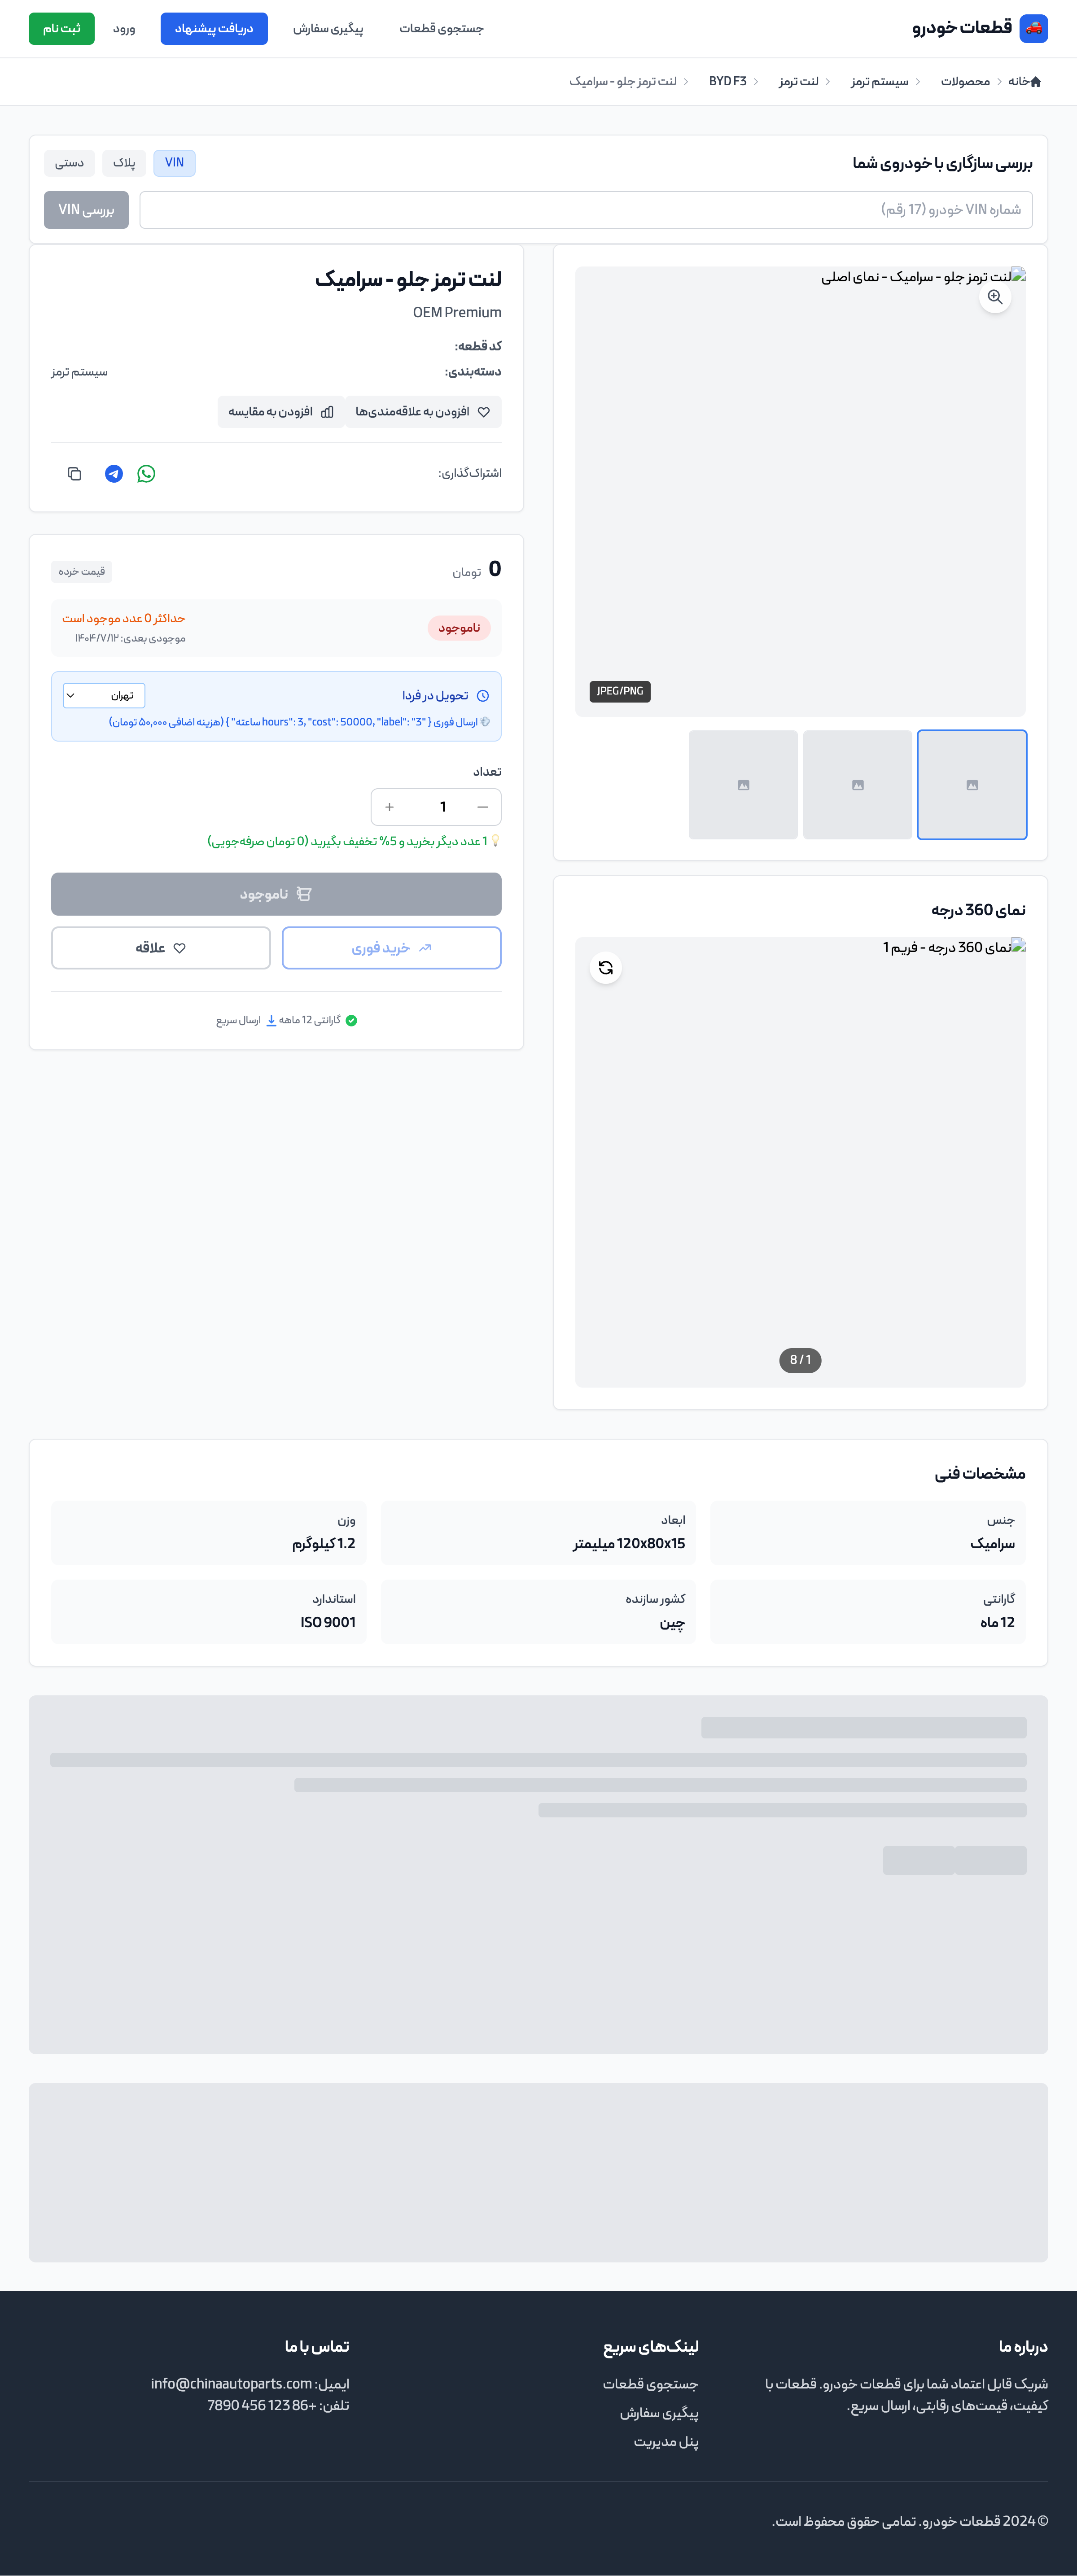 قطعات خودرو
جستجوی قطعات
پیگیری سفارش
دریافت پیشنهاد
ورود
ثبت نام
خانه
محصولات
سیستم ترمز
لنت ترمز
BYD F3
لنت ترمز جلو - سرامیک
بررسی سازگاری با خودروی شما
VIN
پلاک
دستی
شماره VIN خودرو (17 رقم)
بررسی VIN
لنت ترمز جلو - سرامیک - نمای اصلی
JPEG/PNG
نمای 360 درجه
نمای 360 درجه - فریم 1
1 / 8
لنت ترمز جلو - سرامیک
OEM Premium
کد قطعه:
دسته‌بندی:
سیستم ترمز
افزودن به علاقه‌مندی‌ها
افزودن به مقایسه
اشتراک‌گذاری:
0 تومان
قیمت خرده
ناموجود
حداکثر 0 عدد موجود است
موجودی بعدی: ۱۴۰۴/۷/۱۲
تحویل در فردا
تهران
ارسال فوری { "hours": 3, "cost": 50000, "label": "3 ساعته" } (هزینه اضافی ۵۰,۰۰۰ تومان)
تعداد
1
1 عدد دیگر بخرید و 5% تخفیف بگیرید (0 تومان صرفه‌جویی)
ناموجود
خرید فوری
علاقه
گارانتی 12 ماهه
ارسال سریع
مشخصات فنی
جنس
سرامیک
ابعاد
120x80x15 میلیمتر
وزن
1.2 کیلوگرم
گارانتی
12 ماه
کشور سازنده
چین
استاندارد
ISO 9001
درباره ما
شریک قابل اعتماد شما برای قطعات خودرو. قطعات با
کیفیت، قیمت‌های رقابتی، ارسال سریع.
لینک‌های سریع
جستجوی قطعات
پیگیری سفارش
پنل مدیریت
تماس با ما
ایمیل: info@chinaautoparts.com
تلفن: +86 123 456 7890
© 2024 قطعات خودرو. تمامی حقوق محفوظ است.